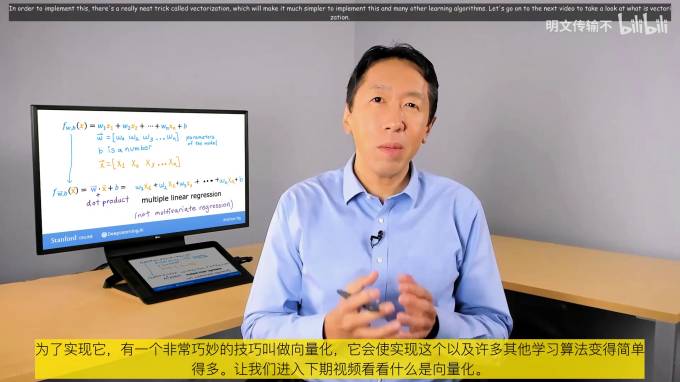 In order to implement this, there's a really neat trick called vectorization, which will make it much simpler to implement this and many other learning algorithms. Let's go on to the next video to take a look at what is vectori
zation.
明文传输不 bilibili
f_w,b(x) = w₁x₁ + w₂x₂ + ⋯ + wₙxₙ + b
w⃗ = [w₁ w₂ w₃ ... wₙ] parameters
of the model
b is a number
x⃗ = [x₁ x₂ x₃ ... xₙ]
f_w⃗,b(x⃗) = w⃗ · x⃗ + b = w₁x₁ + w₂x₂ + w₃x₃ + ⋯ + wₙxₙ + b
dot product multiple linear regression
(not multivariate regression)
Stanford ONLINE DeepLearning.AI Andrew Ng
为了实现它，有一个非常巧妙的技巧叫做向量化，它会使实现这个以及许多其他学习算法变得简单
得多。让我们进入下期视频看看什么是向量化。